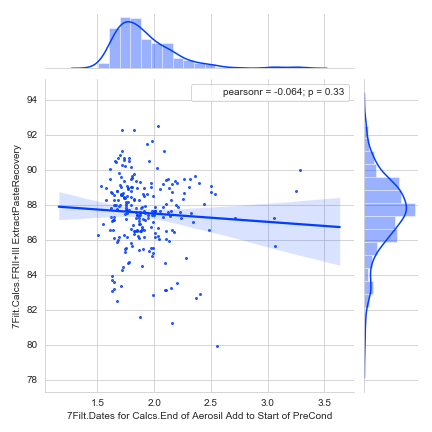 pearsonr = -0.064; p = 0.33
94
92
90
88
86
84
82
80
78
7Filt.Calcs.FRII+III ExtractPasteRecovery
1.5 2.0 2.5 3.0 3.5
7Filt.Dates for Calcs.End of Aerosil Add to Start of PreCond